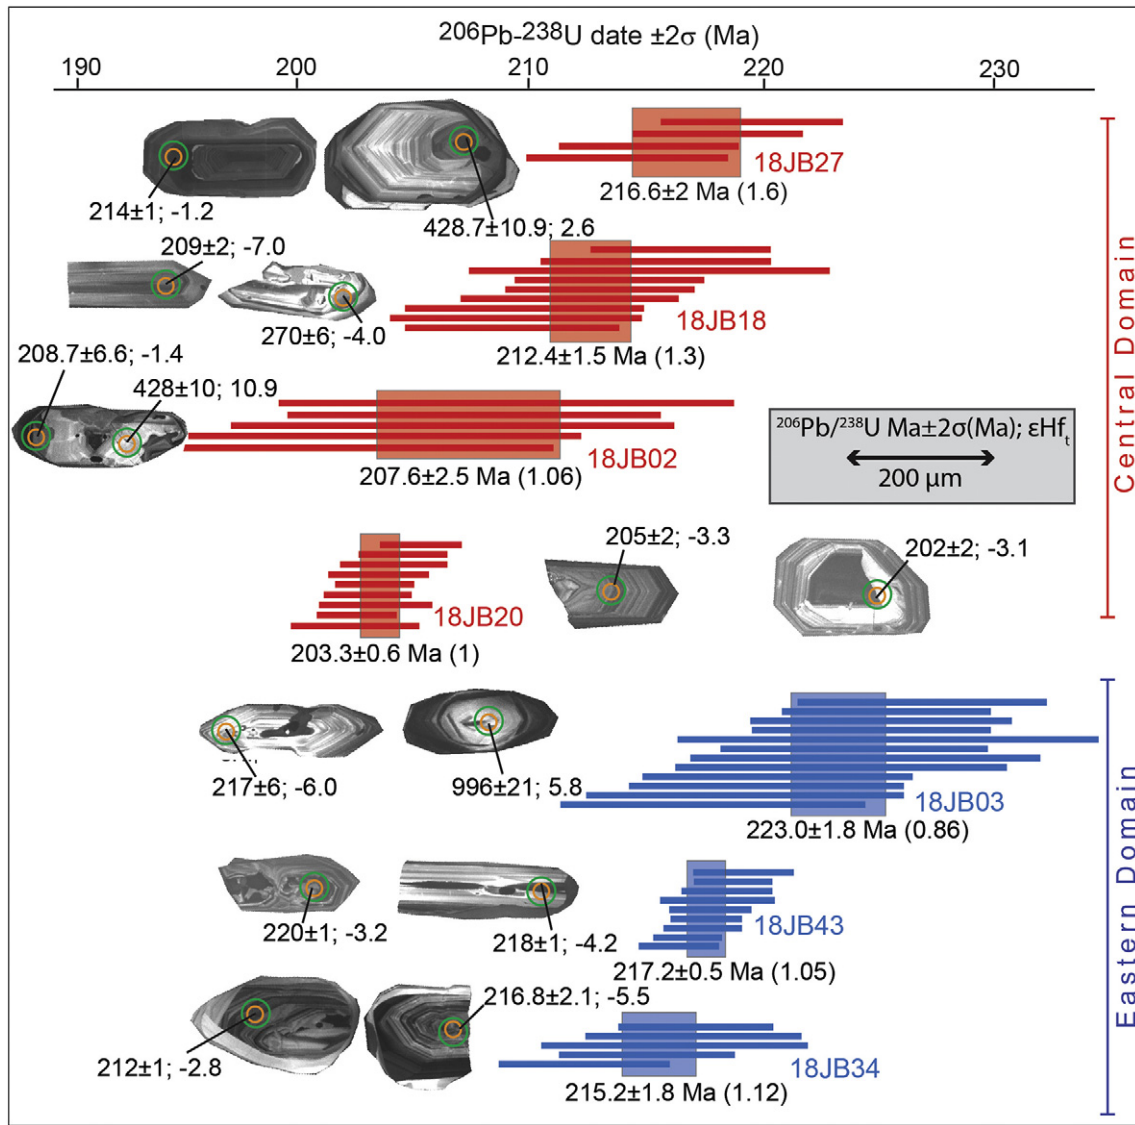 ²⁰⁶Pb-²³⁸U date ±2σ (Ma)
190 200 210 220 230
18JB27
216.6±2 Ma (1.6)
214±1; -1.2
428.7±10.9; 2.6
209±2; -7.0
270±6; -4.0
18JB18
212.4±1.5 Ma (1.3)
208.7±6.6; -1.4
428±10; 10.9
18JB02
207.6±2.5 Ma (1.06)
²⁰⁶Pb/²³⁸U Ma±2σ(Ma); εHfₜ
200 µm
Central Domain
205±2; -3.3
202±2; -3.1
18JB20
203.3±0.6 Ma (1)
217±6; -6.0
996±21; 5.8
18JB03
223.0±1.8 Ma (0.86)
220±1; -3.2
218±1; -4.2
18JB43
217.2±0.5 Ma (1.05)
Eastern Domain
216.8±2.1; -5.5
212±1; -2.8
18JB34
215.2±1.8 Ma (1.12)